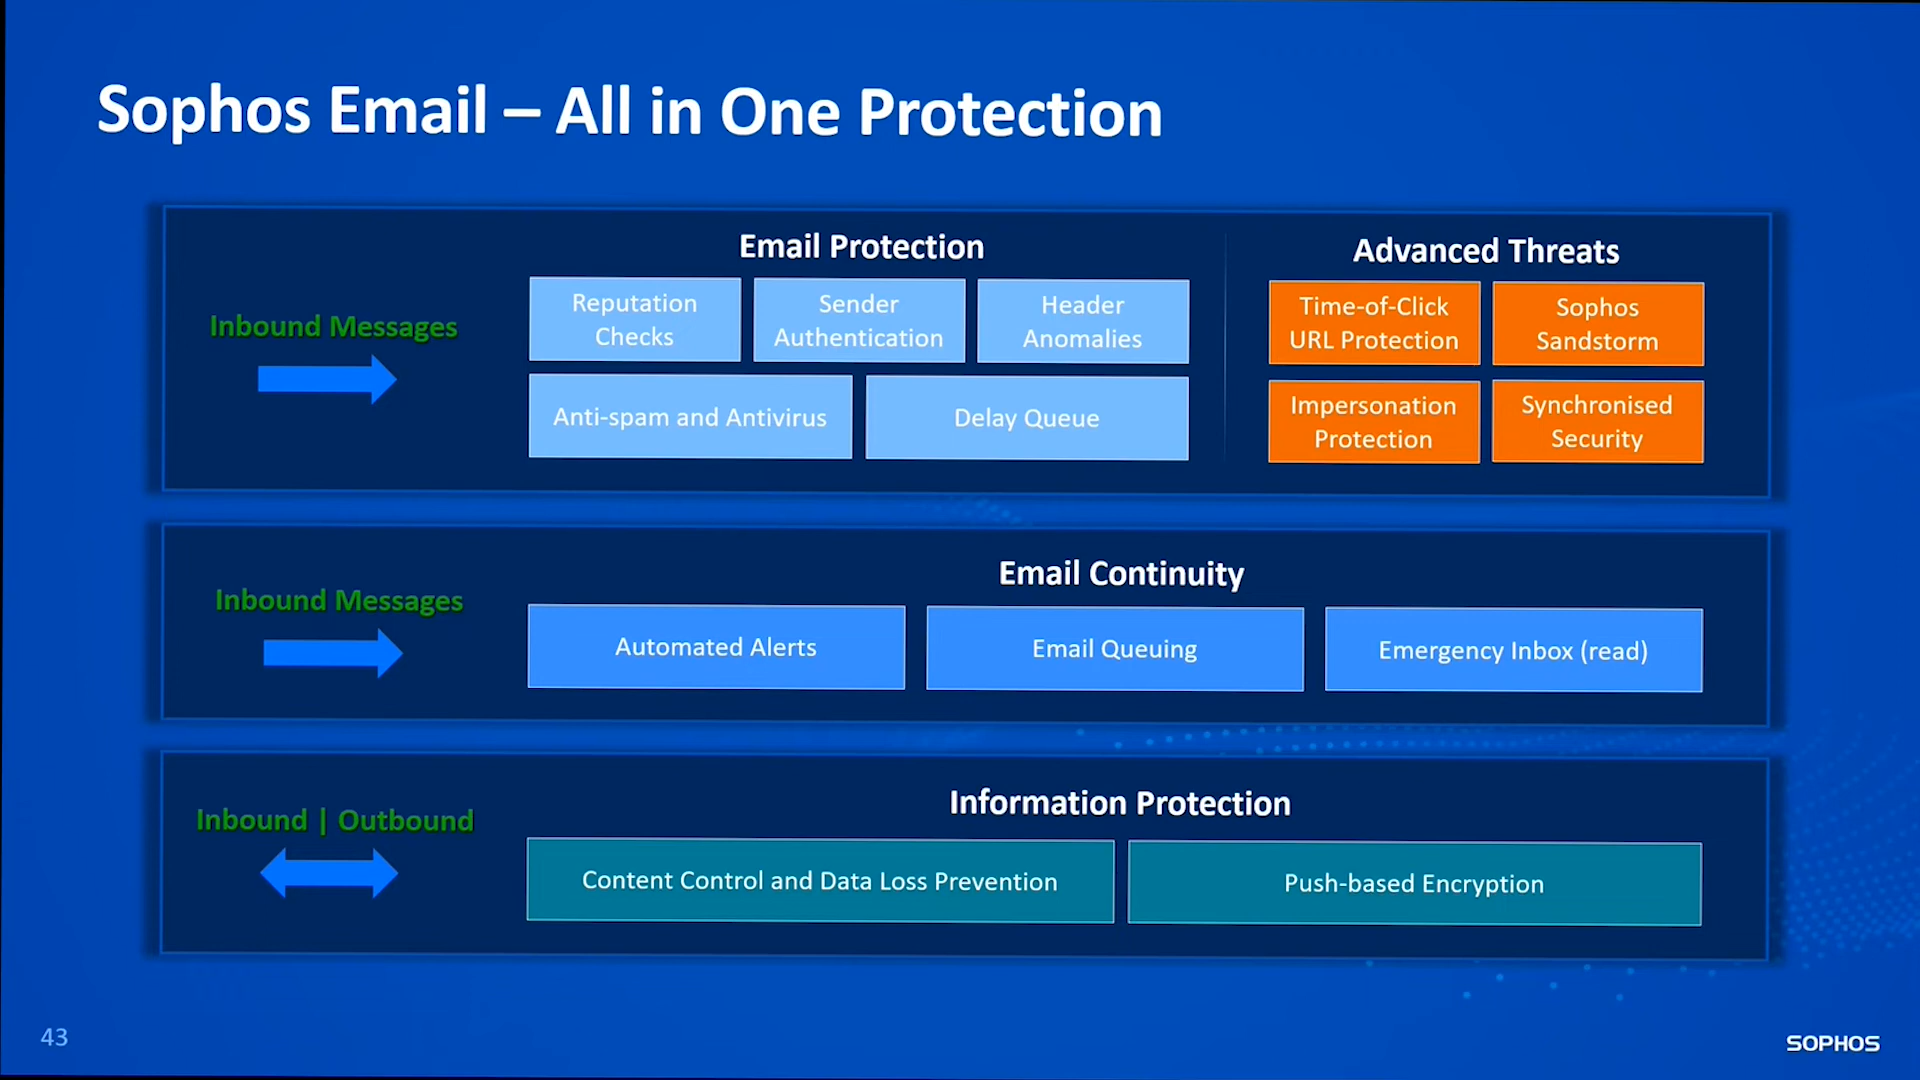 Sophos Email – All in One Protection
Email Protection
Advanced Threats
Inbound Messages
Reputation
Checks
Sender
Authentication
Header
Anomalies
Time-of-Click
URL Protection
Sophos
Sandstorm
Anti-spam and Antivirus
Delay Queue
Impersonation
Protection
Synchronised
Security
Email Continuity
Inbound Messages
Automated Alerts
Email Queuing
Emergency Inbox (read)
Information Protection
Inbound | Outbound
Content Control and Data Loss Prevention
Push-based Encryption
43
SOPHOS